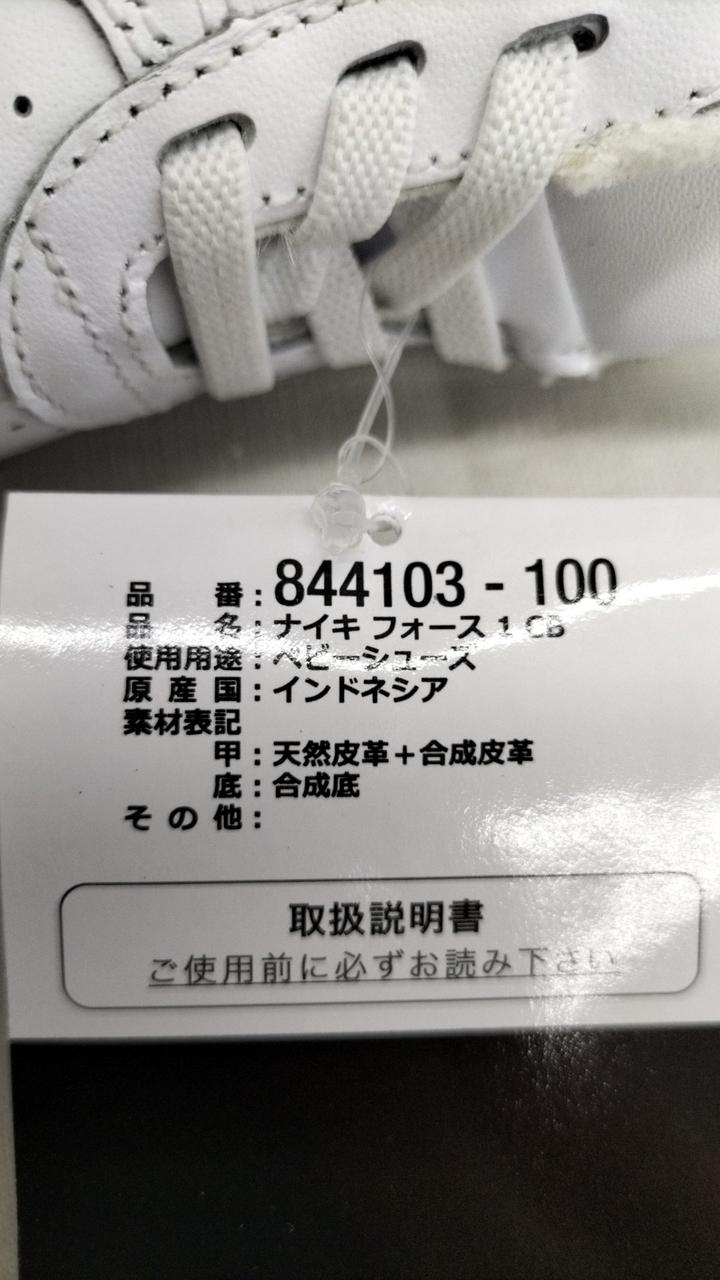 品 番：844103 - 100
品 名：ナイキ フォース 1 CB
使用用途：ベビーシューズ
原 産 国：インドネシア
素材表記
甲：天然皮革＋合成皮革
底：合成底
そ の 他：
取扱説明書
ご使用前に必ずお読み下さい